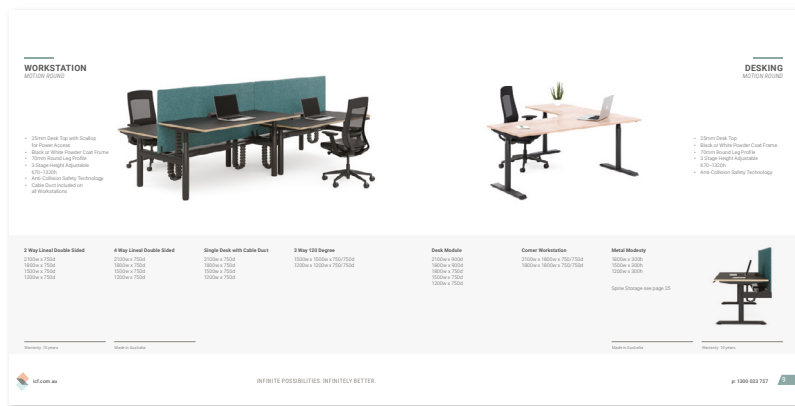 WORKSTATION
MOTION ROUND
• 25mm Desk Top with Scallop
for Power Access
• Black or White Powder Coat Frame
• 70mm Round Leg Profile
• 3 Stage Height Adjustable
670–1320h
• Anti-Collision Safety Technology
• Cable Duct included on
all Workstations
DESKING
MOTION ROUND
• 25mm Desk Top
• Black or White Powder Coat Frame
• 70mm Round Leg Profile
• 3 Stage Height Adjustable
670–1320h
• Anti-Collision Safety Technology
2 Way Lineal Double Sided
2100w x 750d
1800w x 750d
1500w x 750d
1200w x 750d
4 Way Lineal Double Sided
2100w x 750d
1800w x 750d
1500w x 750d
1200w x 750d
Single Desk with Cable Duct
2100w x 750d
1800w x 750d
1500w x 750d
1200w x 750d
3 Way 120 Degree
1500w x 1500w x 750/750d
1200w x 1200w x 750/750d
Desk Module
2100w x 900d
1800w x 900d
1800w x 750d
1500w x 750d
1200w x 750d
Corner Workstation
2100w x 1800w x 750/750d
1800w x 1800w x 750/750d
Metal Modesty
1800w x 300h
1500w x 300h
1200w x 300h
Spine Storage see page 25
Warranty: 10 years
Made in Australia
Made in Australia
Warranty: 10 years
icf.com.au
INFINITE POSSIBILITIES. INFINITELY BETTER.
p: 1300 033 757
9